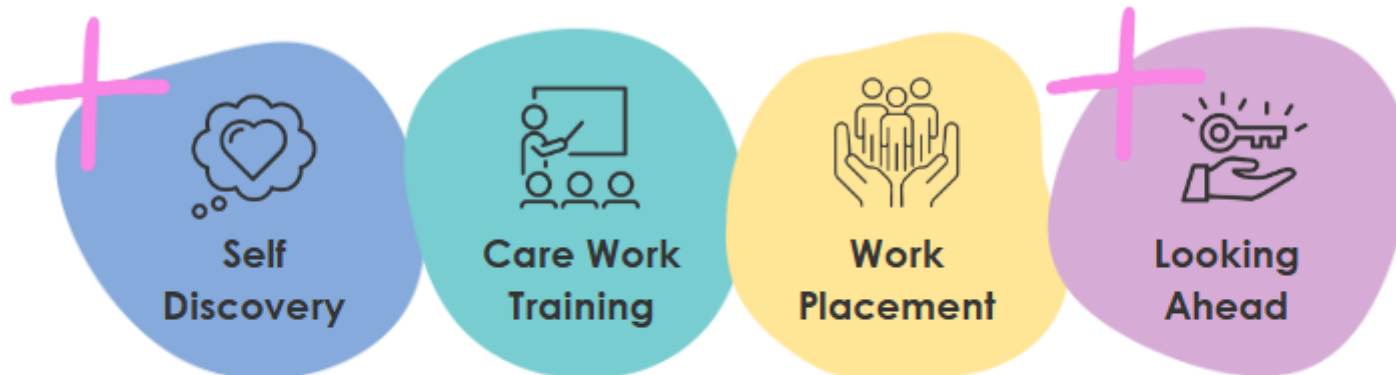 Self
Discovery
Care Work
Training
Work
Placement
Looking
Ahead